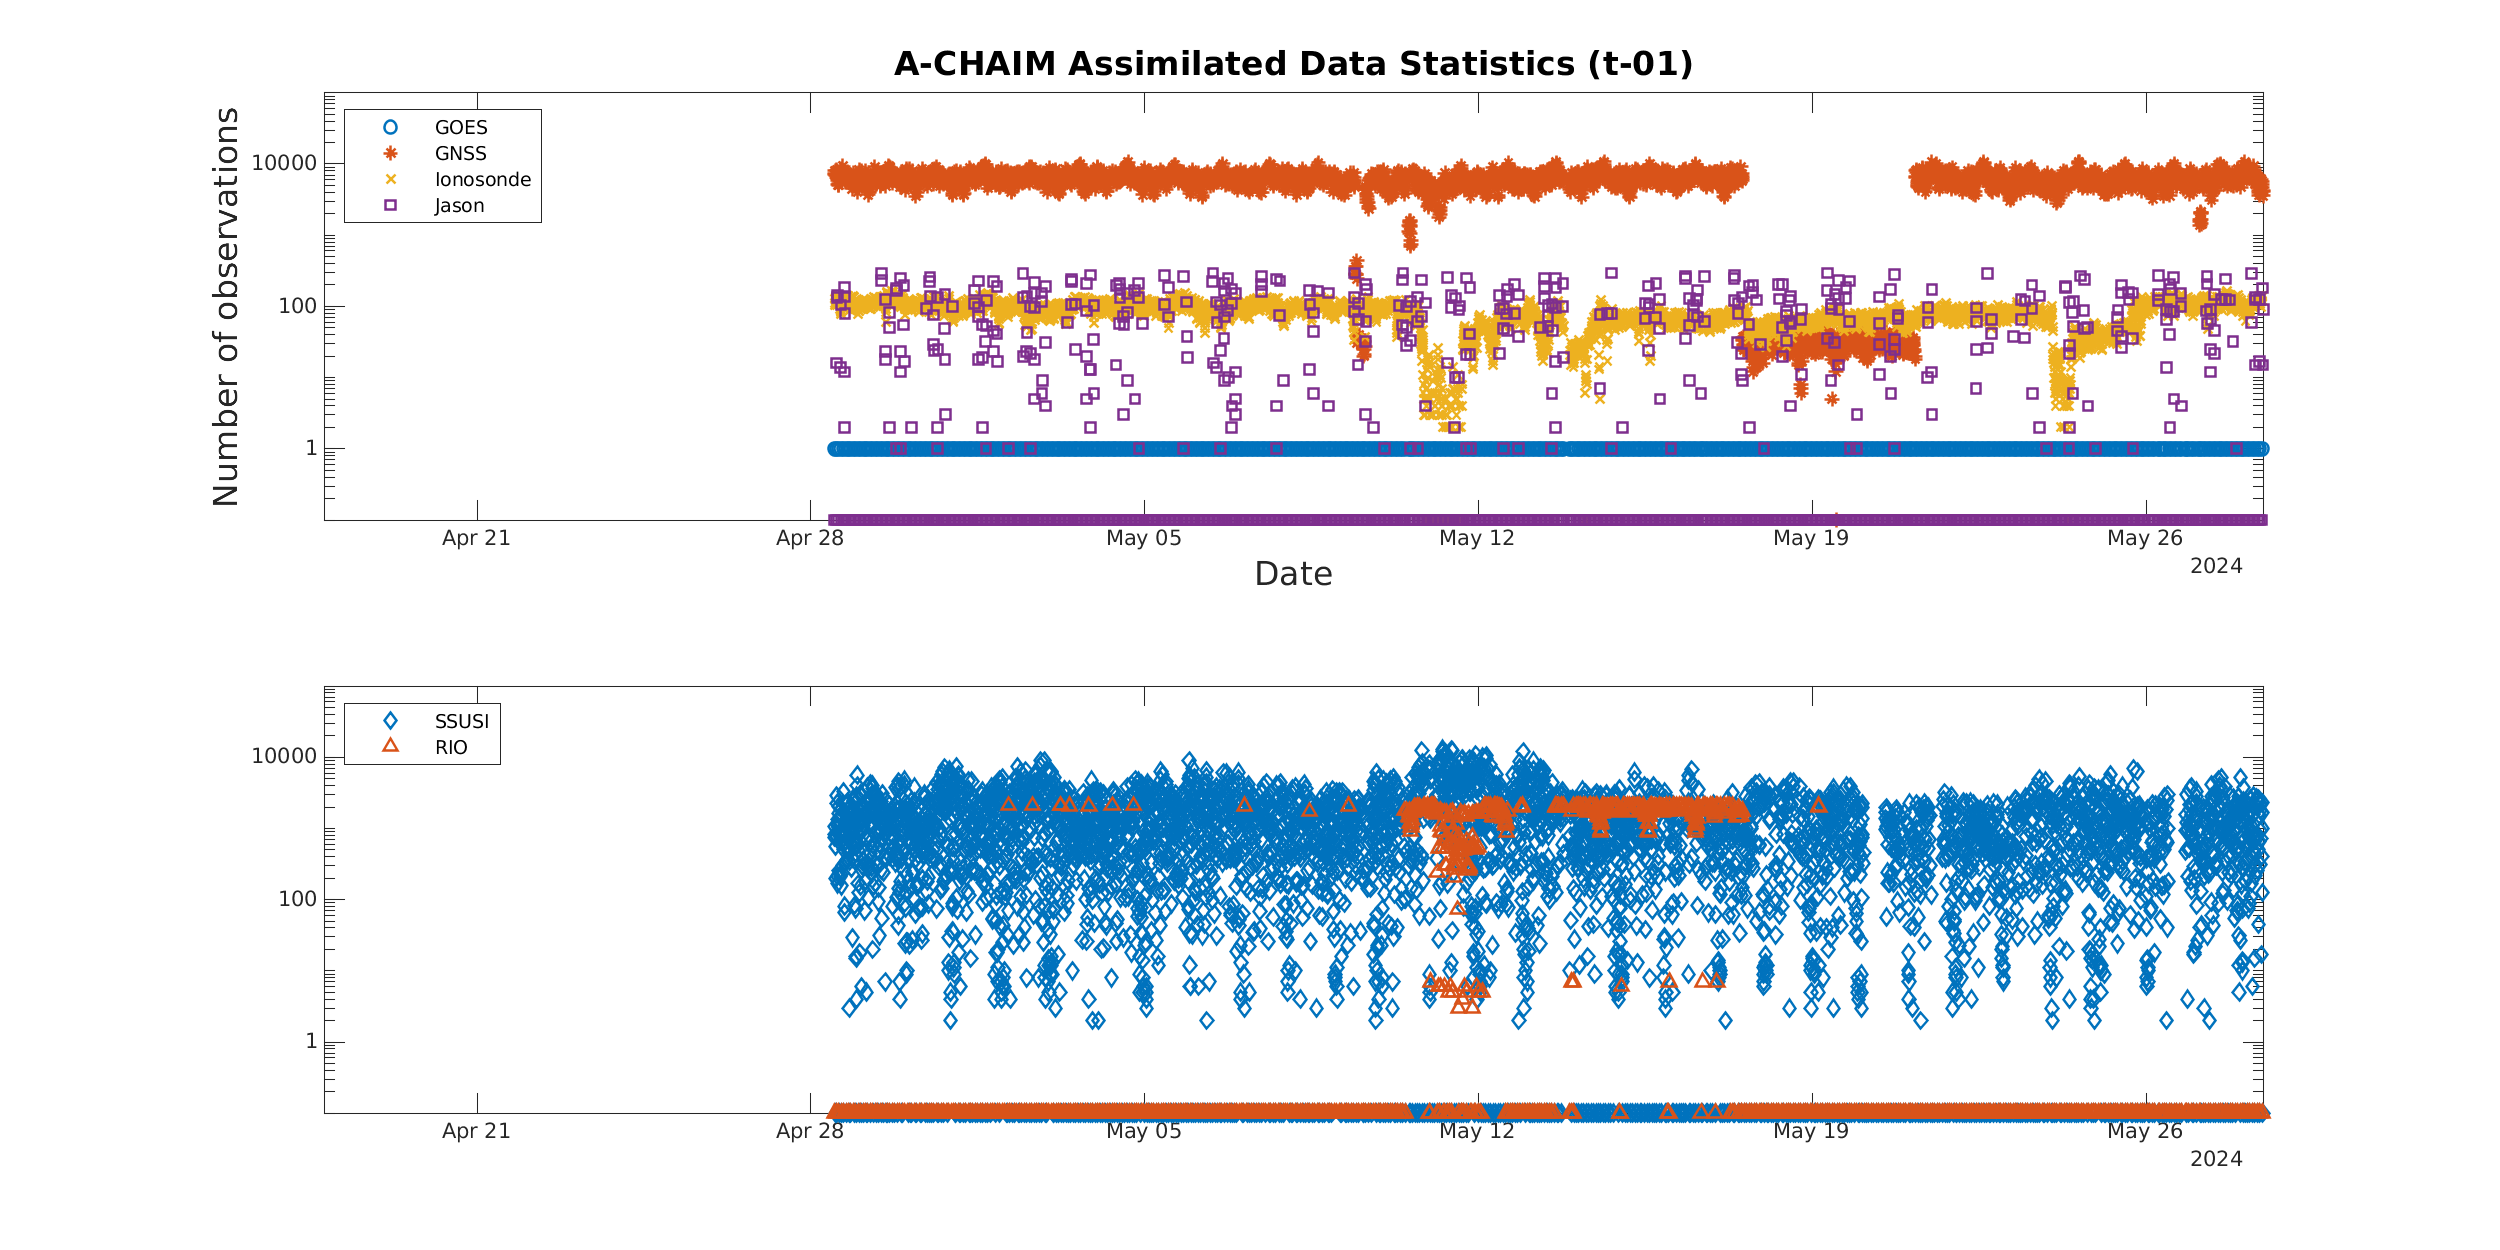 A-CHAIM Assimilated Data Statistics (t-01)
Number of observations
10000
100
1
GOES
GNSS
Ionosonde
Jason
Apr 21
Apr 28
May 05
May 12
May 19
May 26
2024
Date
10000
100
1
SSUSI
RIO
Apr 21
Apr 28
May 05
May 12
May 19
May 26
2024